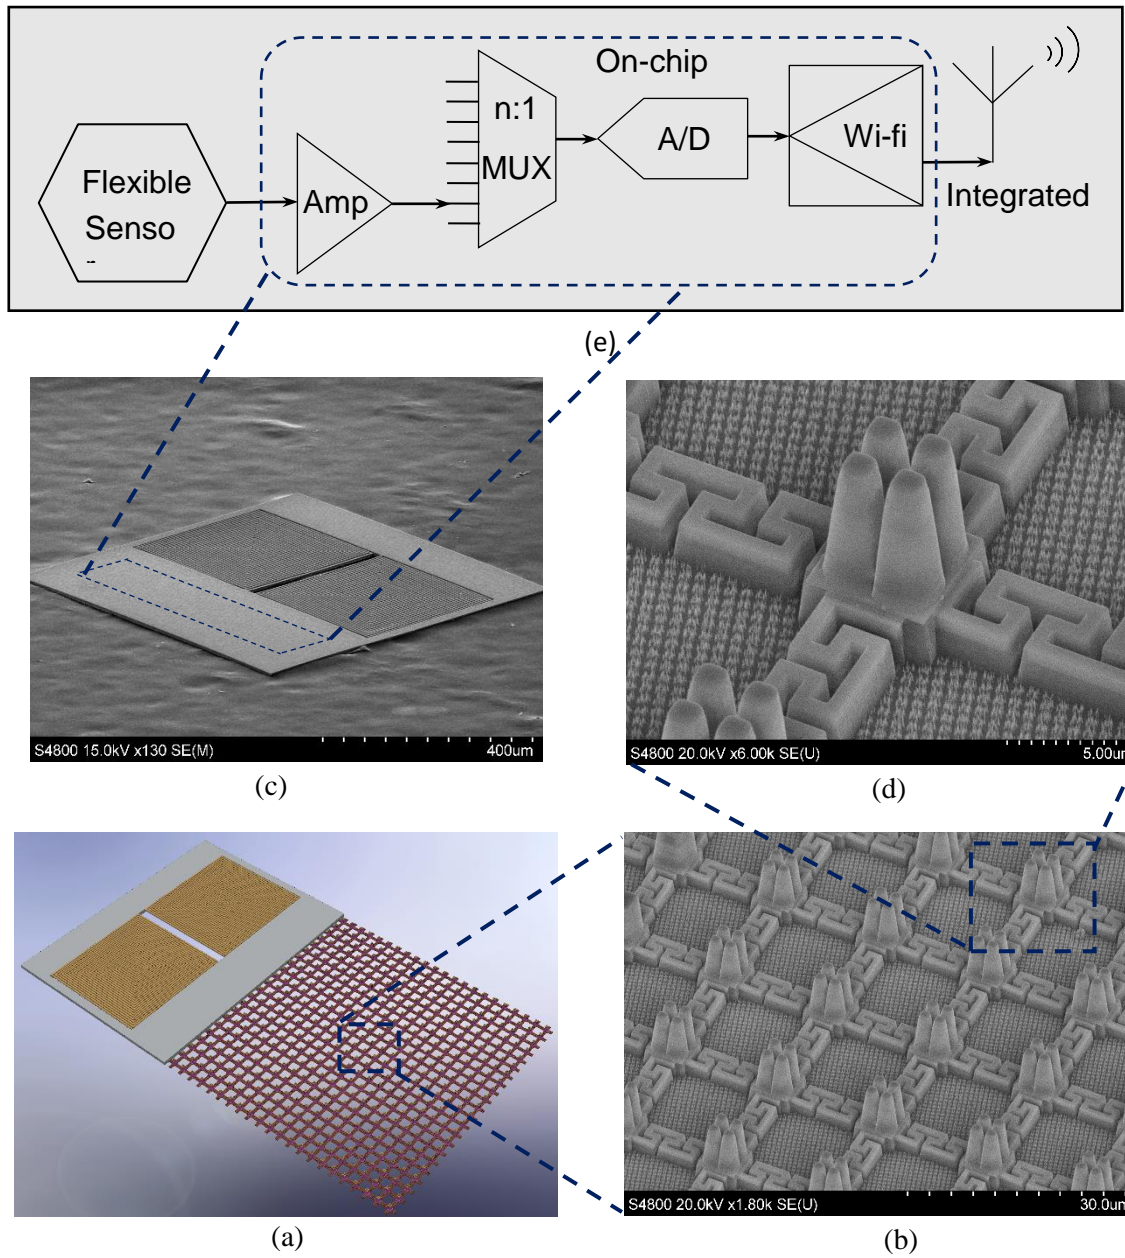 On-chip
n:1
MUX
A/D
Wi-fi
Flexible
Senso
r
Amp
Integrated
(e)
S4800 15.0kV x130 SE(M)
400um
S4800 20.0kV x6.00k SE(U)
5.00um
(c)
(d)
S4800 20.0kV x1.80k SE(U)
30.0um
(a)
(b)